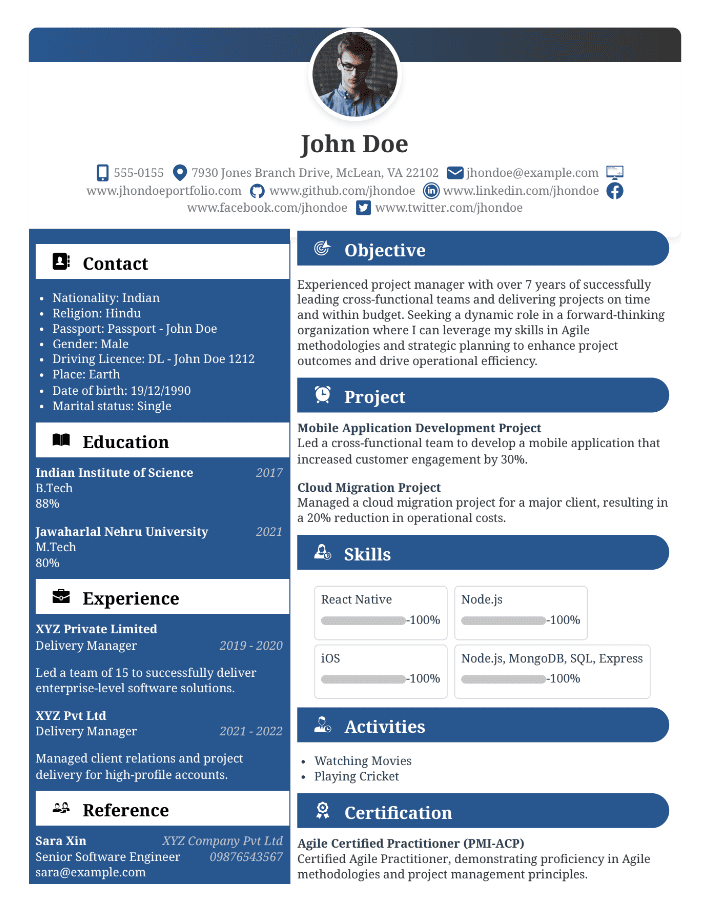 John Doe
555-0155 7930 Jones Branch Drive, McLean, VA 22102 jhondoe@example.com
www.jhondoeportfolio.com www.github.com/jhondoe www.linkedin.com/jhondoe
www.facebook.com/jhondoe www.twitter.com/jhondoe
Contact
• Nationality: Indian
• Religion: Hindu
• Passport: Passport - John Doe
• Gender: Male
• Driving Licence: DL - John Doe 1212
• Place: Earth
• Date of birth: 19/12/1990
• Marital status: Single
Education
Indian Institute of Science 2017
B.Tech
88%
Jawaharlal Nehru University 2021
M.Tech
80%
Experience
XYZ Private Limited
Delivery Manager 2019 - 2020
Led a team of 15 to successfully deliver
enterprise-level software solutions.
XYZ Pvt Ltd
Delivery Manager 2021 - 2022
Managed client relations and project
delivery for high-profile accounts.
Reference
Sara Xin XYZ Company Pvt Ltd
Senior Software Engineer 09876543567
sara@example.com
Objective
Experienced project manager with over 7 years of successfully
leading cross-functional teams and delivering projects on time
and within budget. Seeking a dynamic role in a forward-thinking
organization where I can leverage my skills in Agile
methodologies and strategic planning to enhance project
outcomes and drive operational efficiency.
Project
Mobile Application Development Project
Led a cross-functional team to develop a mobile application that
increased customer engagement by 30%.
Cloud Migration Project
Managed a cloud migration project for a major client, resulting in
a 20% reduction in operational costs.
Skills
React Native Node.js
-100% -100%
iOS Node.js, MongoDB, SQL, Express
-100% -100%
Activities
• Watching Movies
• Playing Cricket
Certification
Agile Certified Practitioner (PMI-ACP)
Certified Agile Practitioner, demonstrating proficiency in Agile
methodologies and project management principles.